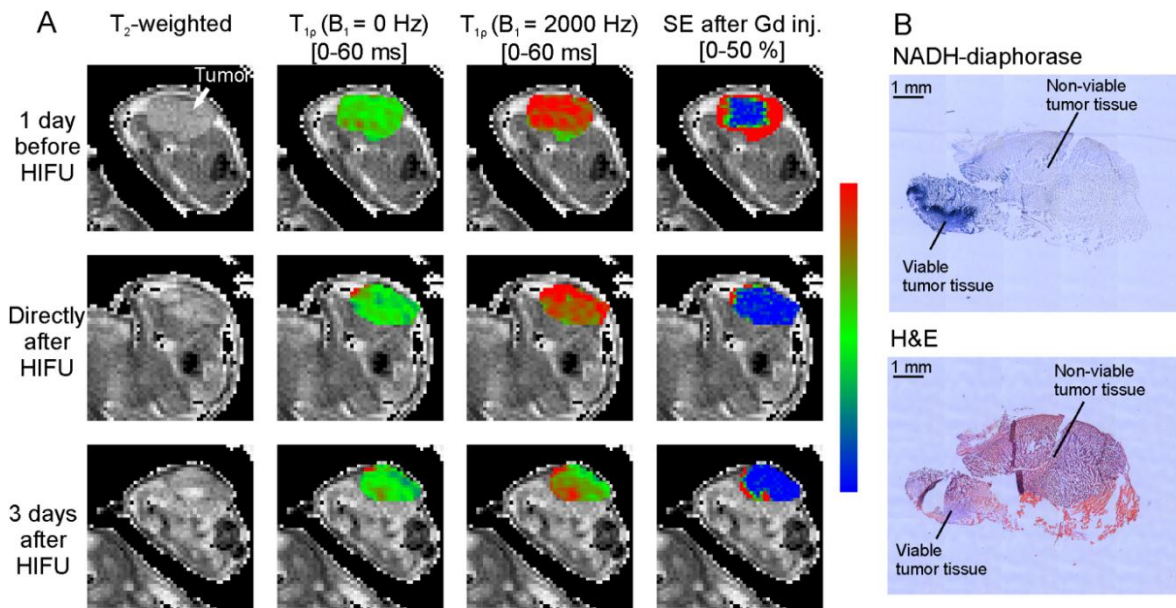 A
T₂-weighted
T₁ρ (B₁ = 0 Hz)
[0-60 ms]
T₁ρ (B₁ = 2000 Hz)
[0-60 ms]
SE after Gd inj.
[0-50 %]
Tumor
1 day
before
HIFU
Directly
after
HIFU
3 days
after
HIFU
B
NADH-diaphorase
1 mm
Non-viable
tumor tissue
Viable
tumor tissue
H&E
1 mm
Non-viable
tumor tissue
Viable
tumor tissue